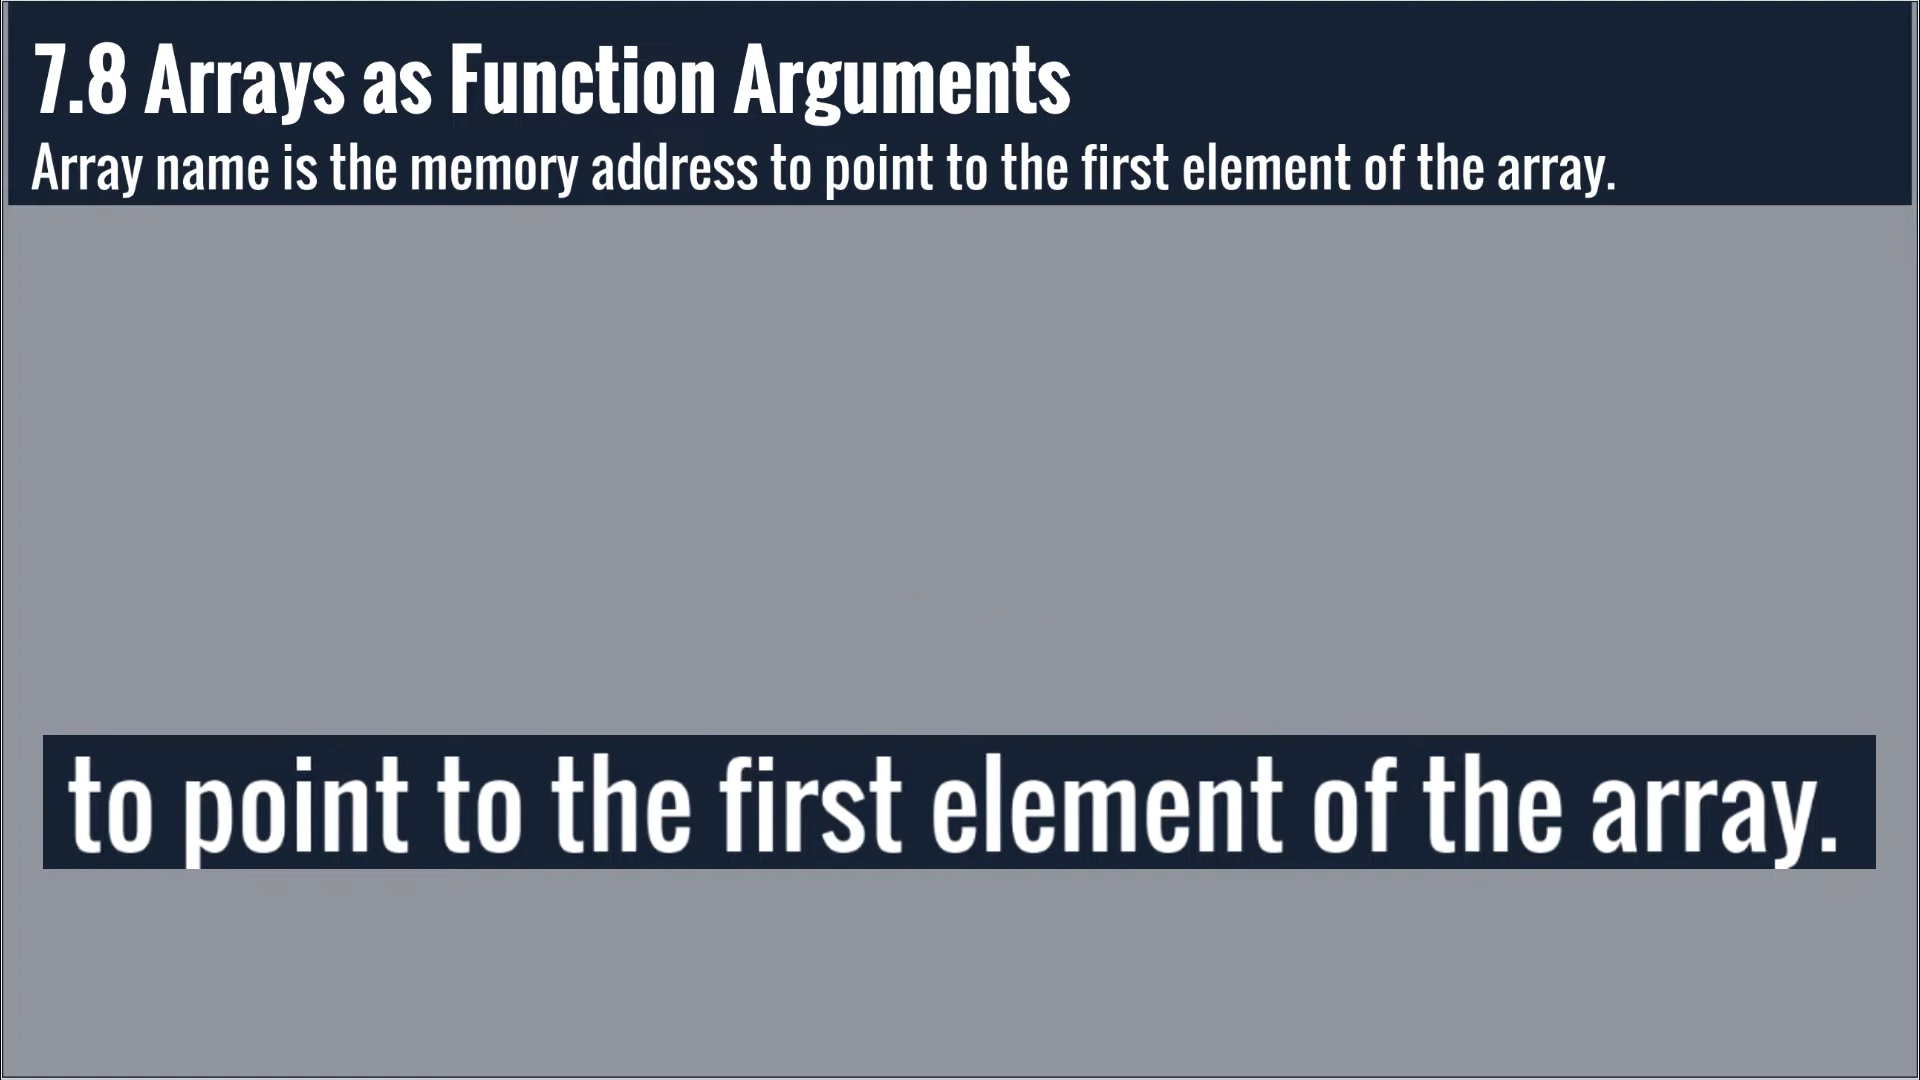 7.8 Arrays as Function Arguments
Array name is the memory address to point to the first element of the array.
to point to the first element of the array.